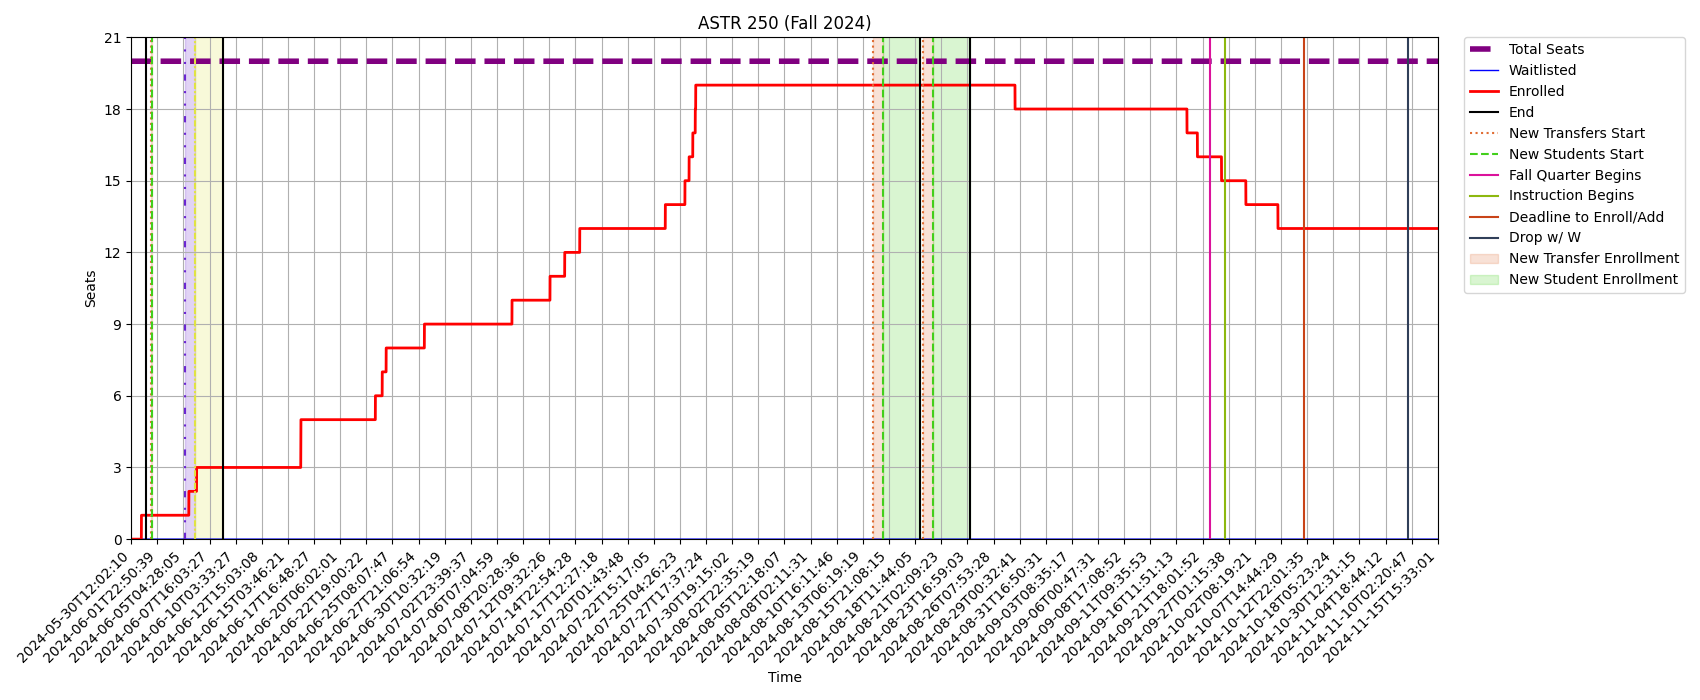 ASTR 250 (Fall 2024)
21
18
15
12
9
6
3
0
Seats
2024-05-30T12:02:10
2024-06-01T22:50:39
2024-06-05T04:28:05
2024-06-07T16:03:27
2024-06-10T03:33:27
2024-06-12T15:03:08
2024-06-15T03:46:21
2024-06-17T16:48:27
2024-06-20T06:02:01
2024-06-22T19:00:22
2024-06-25T08:07:47
2024-06-27T21:06:54
2024-06-30T10:32:19
2024-07-02T23:39:37
2024-07-06T07:04:59
2024-07-08T20:28:36
2024-07-12T09:32:26
2024-07-14T22:54:28
2024-07-17T12:27:18
2024-07-20T01:43:48
2024-07-22T15:17:05
2024-07-25T04:26:23
2024-07-27T17:37:24
2024-07-30T19:15:02
2024-08-02T22:35:19
2024-08-05T12:18:07
2024-08-08T02:11:31
2024-08-10T16:11:46
2024-08-13T06:19:19
2024-08-15T21:08:15
2024-08-18T11:44:05
2024-08-21T02:09:23
2024-08-23T16:59:03
2024-08-26T07:53:28
2024-08-29T00:32:41
2024-08-31T16:50:31
2024-09-03T08:35:17
2024-09-06T00:47:31
2024-09-08T17:08:52
2024-09-11T09:35:53
2024-09-16T11:51:13
2024-09-21T18:01:52
2024-09-27T01:15:38
2024-10-02T08:19:21
2024-10-07T14:44:29
2024-10-12T22:01:35
2024-10-18T05:23:24
2024-10-30T12:31:15
2024-11-04T18:44:12
2024-11-10T02:20:47
2024-11-15T15:33:01
Time
Total Seats
Waitlisted
Enrolled
End
New Transfers Start
New Students Start
Fall Quarter Begins
Instruction Begins
Deadline to Enroll/Add
Drop w/ W
New Transfer Enrollment
New Student Enrollment